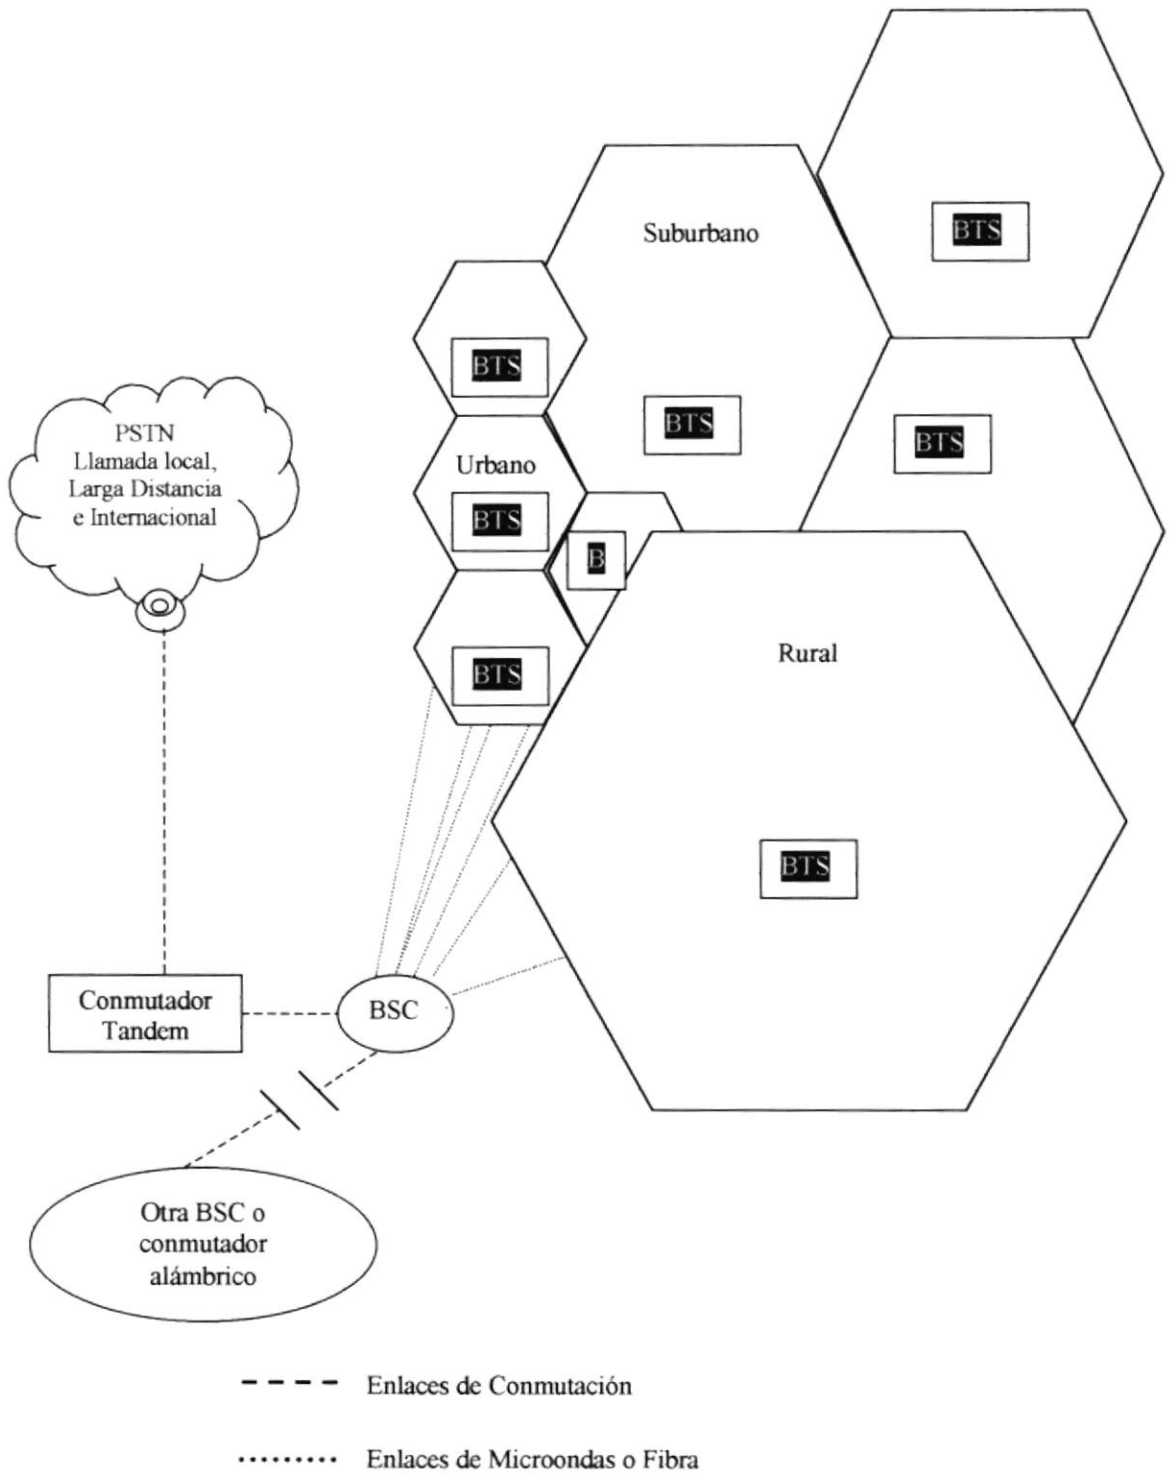 BTS
Suburbano
BTS
BTS
BTS
PSTN
Llamada local,
Larga Distancia
e Internacional
Urbano
BTS
B
Rural
BTS
BTS
Conmutador
Tandem
BSC
Otra BSC o
conmutador
alámbrico
Enlaces de Conmutación
Enlaces de Microondas o Fibra